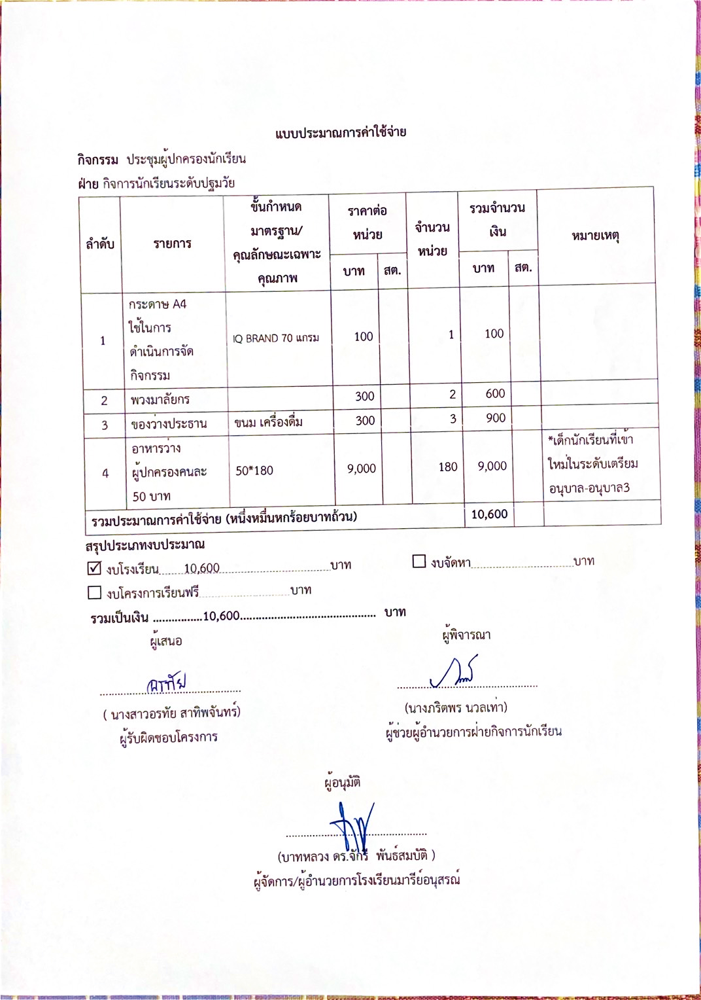 แบบประมาณการค่าใช้จ่าย
กิจกรรม ประชุมผู้ปกครองนักเรียน
ฝ่าย กิจการนักเรียนระดับปฐมวัย
ลำดับ รายการ ขั้นกำหนด มาตรฐาน/ คุณลักษณะเฉพาะ คุณภาพ ราคาต่อ หน่วย จำนวน หน่วย รวมจำนวน เงิน หมายเหตุ
บาท สต. บาท สต.
1 กระดาษ A4 ใช้ในการ ดำเนินการจัด กิจกรรม IQ BRAND 70 แกรม 100 1 100
2 พวงมาลัยกร 300 2 600
3 ของว่างประธาน ขนม เครื่องดื่ม 300 3 900
4 อาหารว่าง ผู้ปกครองคนละ 50 บาท 50*180 9,000 180 9,000 *เด็กนักเรียนที่เข้า ใหม่ในระดับเตรียม อนุบาล-อนุบาล3
รวมประมาณการค่าใช้จ่าย (หนึ่งหมื่นหกร้อยบาทถ้วน) 10,600
สรุปประเภทงบประมาณ
☑ งบโรงเรียน.......10,600...............................บาท ☐ งบจัดหา.............................บาท
☐ งบโครงการเรียนฟรี..........................บาท
รวมเป็นเงิน ................10,600............................................ บาท
ผู้เสนอ ผู้พิจารณา
อรทัย
( นางสาวอรทัย สาทิพจันทร์) (นางภริตพร นวลเท่า)
ผู้รับผิดชอบโครงการ ผู้ช่วยผู้อำนวยการฝ่ายกิจการนักเรียน
ผู้อนุมัติ
(บาทหลวง ดร.จักรี พันธ์สมบัติ )
ผู้จัดการ/ผู้อำนวยการโรงเรียนมารีย์อนุสรณ์